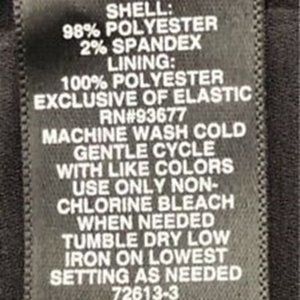 SHELL:
98% POLYESTER
2% SPANDEX
LINING:
100% POLYESTER
EXCLUSIVE OF ELASTIC
RN#93677
MACHINE WASH COLD
GENTLE CYCLE
WITH LIKE COLORS
USE ONLY NON-
CHLORINE BLEACH
WHEN NEEDED
TUMBLE DRY LOW
IRON ON LOWEST
SETTING AS NEEDED
72613-3